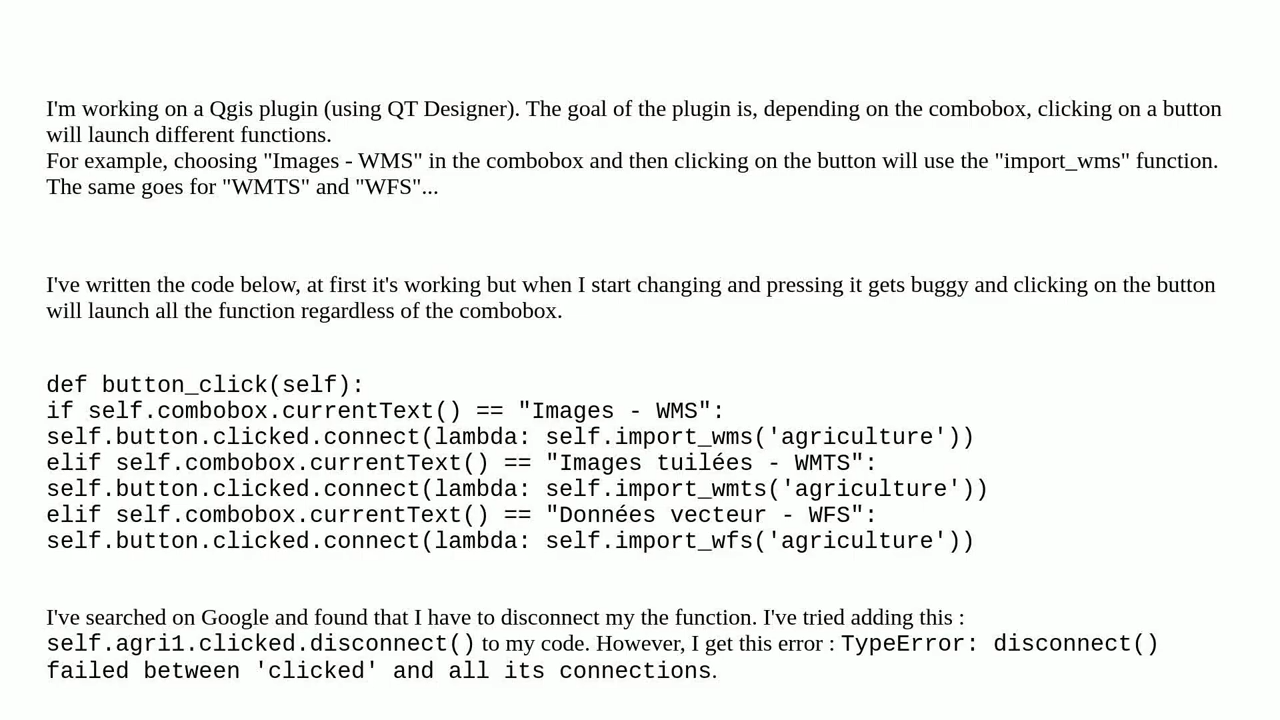 I'm working on a Qgis plugin (using QT Designer). The goal of the plugin is, depending on the combobox, clicking on a button
will launch different functions.
For example, choosing "Images - WMS" in the combobox and then clicking on the button will use the "import_wms" function.
The same goes for "WMTS" and "WFS"...
I've written the code below, at first it's working but when I start changing and pressing it gets buggy and clicking on the button
will launch all the function regardless of the combobox.
def button_click(self):
if self.combobox.currentText() == "Images - WMS":
self.button.clicked.connect(lambda: self.import_wms('agriculture'))
elif self.combobox.currentText() == "Images tuilées - WMTS":
self.button.clicked.connect(lambda: self.import_wmts('agriculture'))
elif self.combobox.currentText() == "Données vecteur - WFS":
self.button.clicked.connect(lambda: self.import_wfs('agriculture'))
I've searched on Google and found that I have to disconnect my the function. I've tried adding this :
self.agri1.clicked.disconnect() to my code. However, I get this error : TypeError: disconnect()
failed between 'clicked' and all its connections.